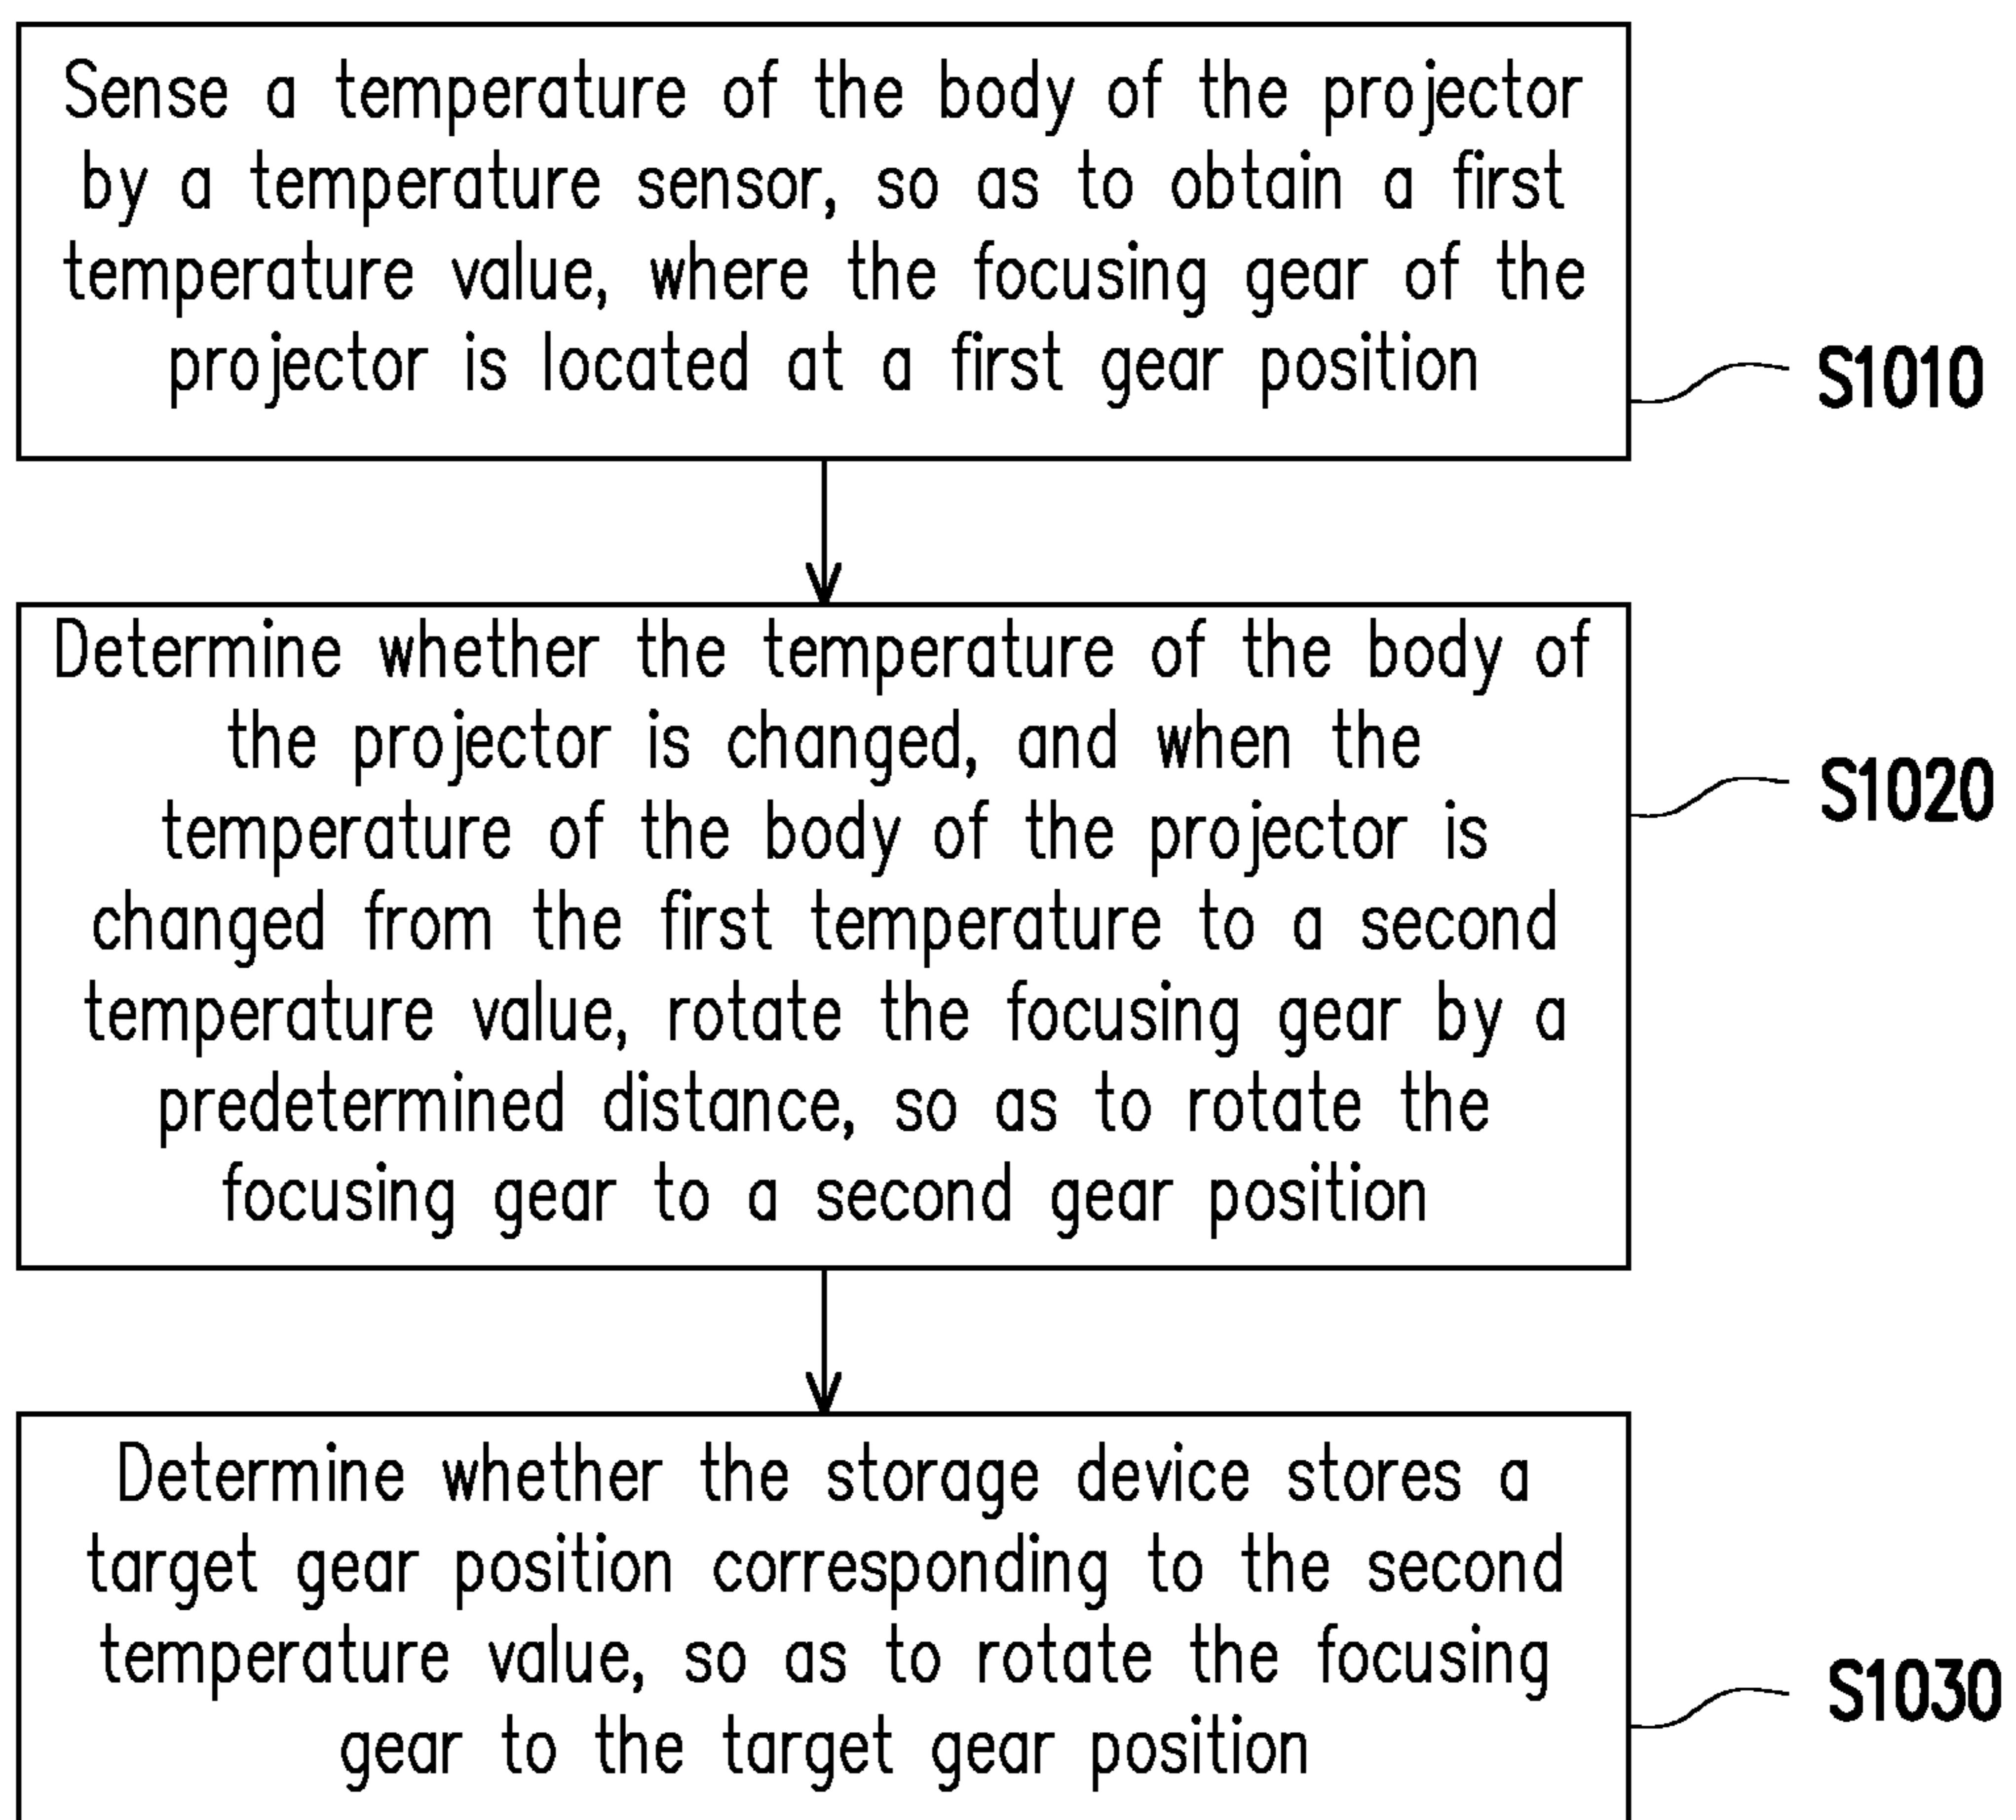 Sense a temperature of the body of the projector
by a temperature sensor, so as to obtain a first
temperature value, where the focusing gear of the
projector is located at a first gear position
S1010
Determine whether the temperature of the body of
the projector is changed, and when the
temperature of the body of the projector is
changed from the first temperature to a second
temperature value, rotate the focusing gear by a
predetermined distance, so as to rotate the
focusing gear to a second gear position
S1020
Determine whether the storage device stores a
target gear position corresponding to the second
temperature value, so as to rotate the focusing
gear to the target gear position
S1030